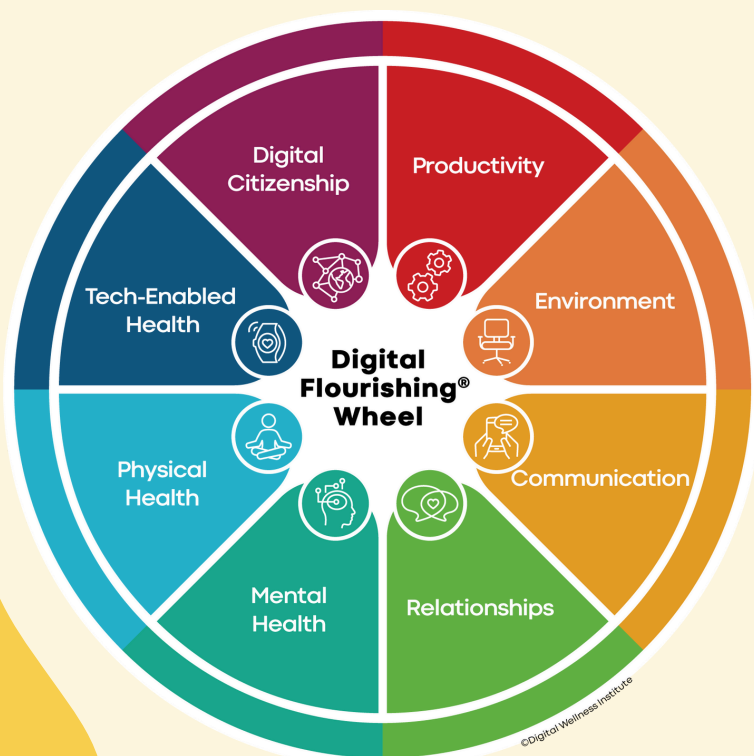 Digital
Citizenship
Productivity
Tech-Enabled
Health
Environment
Digital
Flourishing®
Wheel
Physical
Health
Communication
Mental
Health
Relationships
©Digital Wellness Institute